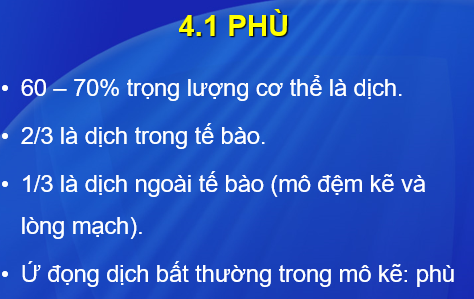 4.1 PHÙ
• 60 – 70% trọng lượng cơ thể là dịch.
• 2/3 là dịch trong tế bào.
• 1/3 là dịch ngoài tế bào (mô đệm kẽ và
lòng mạch).
• Ứ đọng dịch bất thường trong mô kẽ: phù